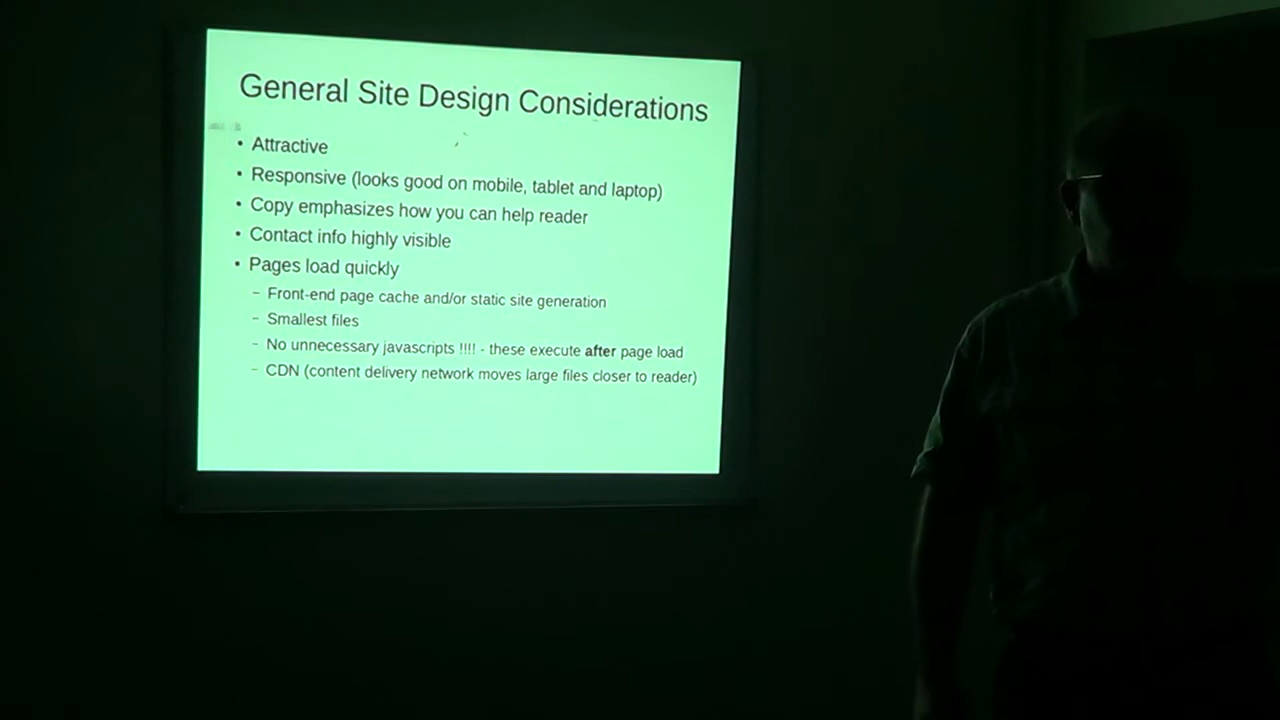 General Site Design Considerations
• Attractive
• Responsive (looks good on mobile, tablet and laptop)
• Copy emphasizes how you can help reader
• Contact info highly visible
• Pages load quickly
– Front-end page cache and/or static site generation
– Smallest files
– No unnecessary javascripts !!!! - these execute after page load
– CDN (content delivery network moves large files closer to reader)